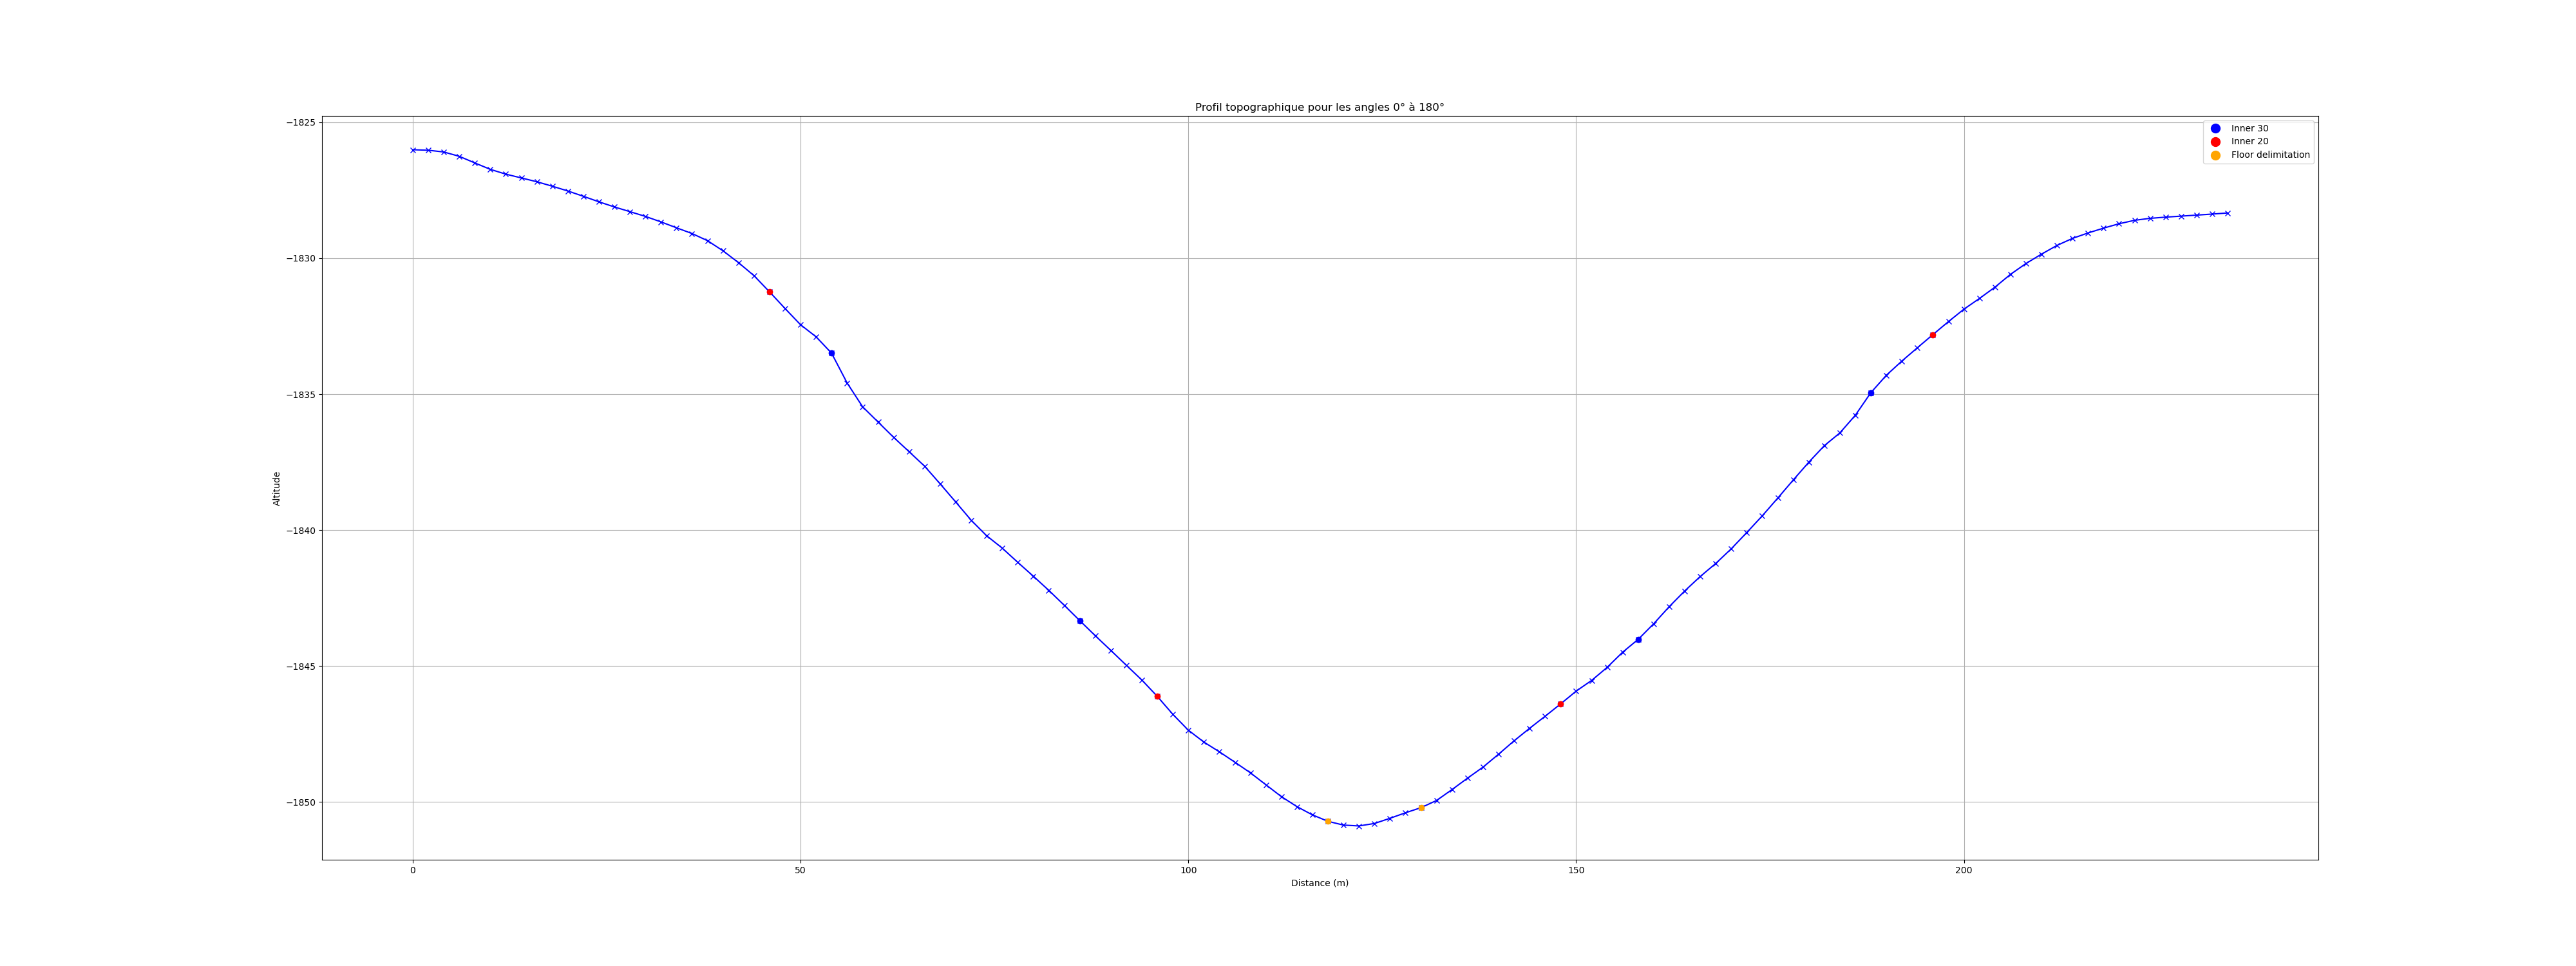 Profil topographique pour les angles 0° à 180°
Inner 30
Inner 20
Floor delimitation
Altitude
−1825
−1830
−1835
−1840
−1845
−1850
0
50
100
150
200
Distance (m)